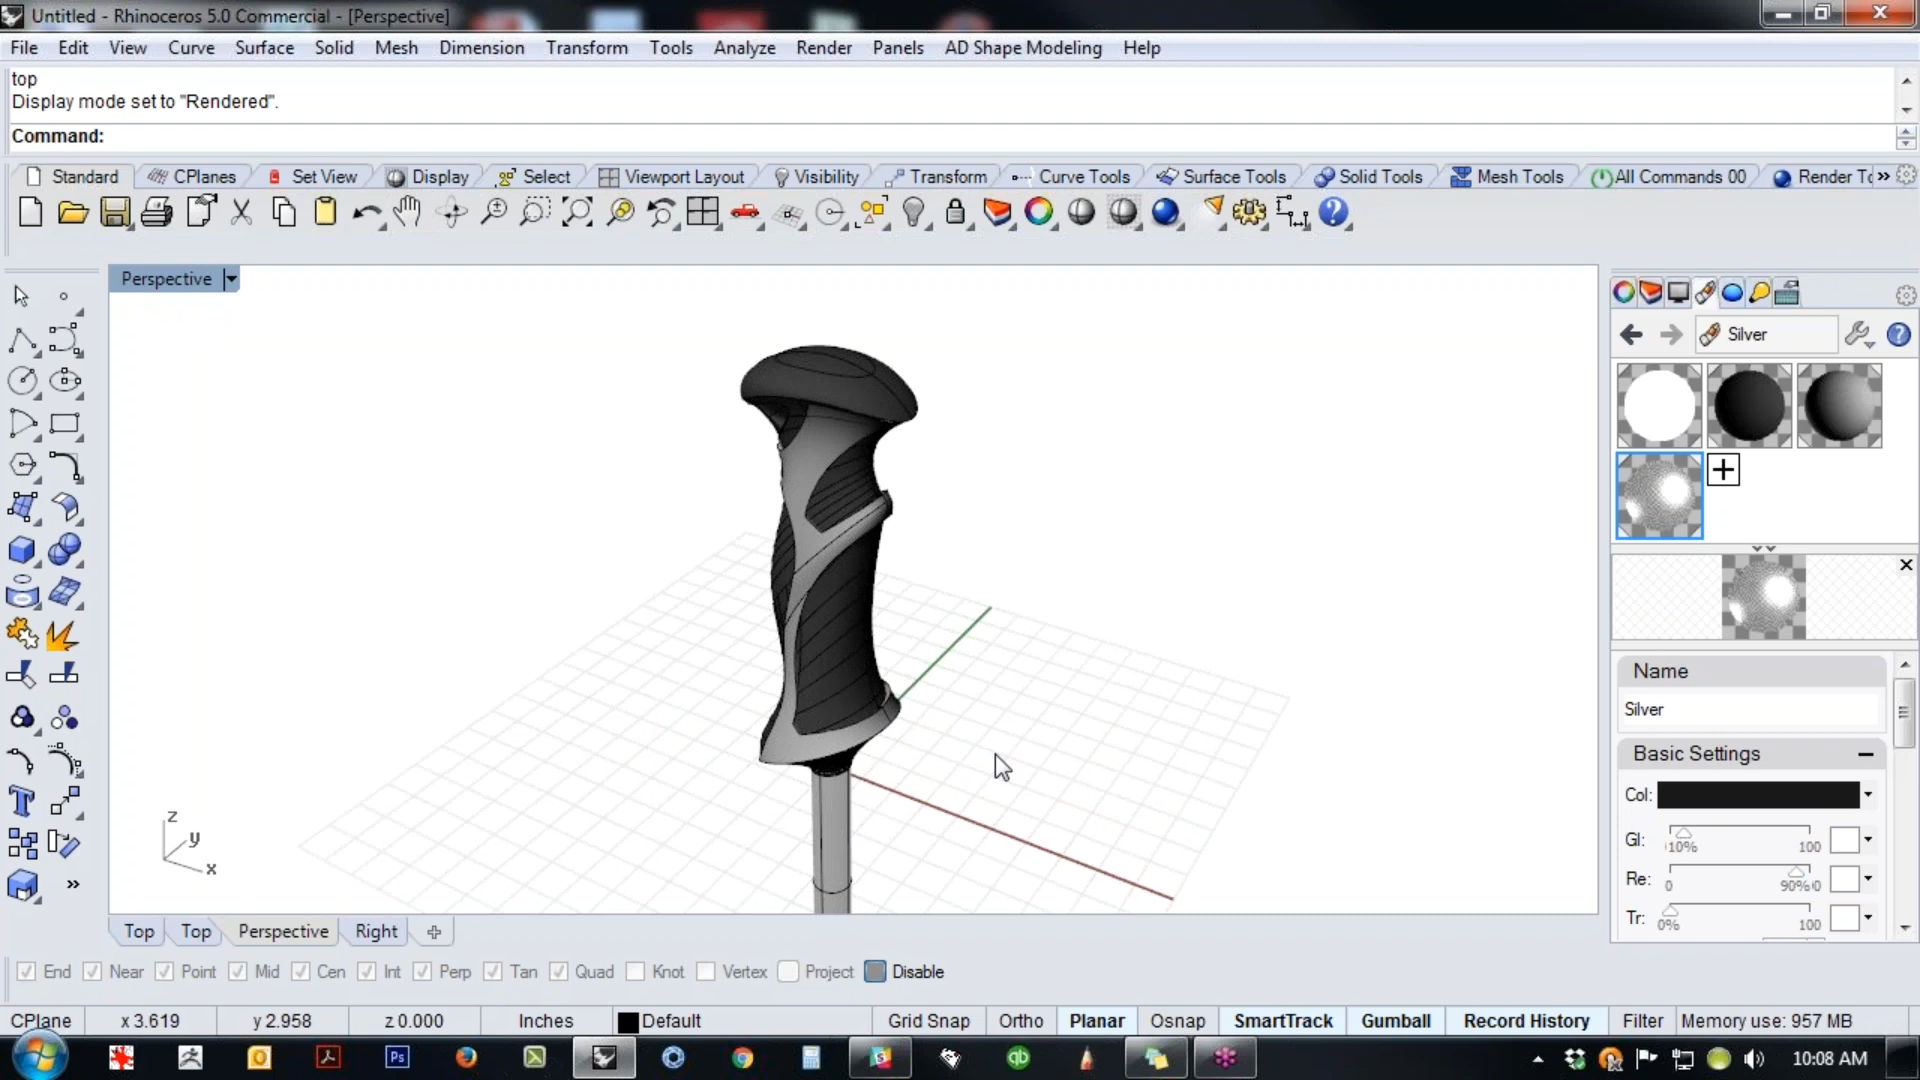 Untitled - Rhinoceros 5.0 Commercial - [Perspective]
File Edit View Curve Surface Solid Mesh Dimension Transform Tools Analyze Render Panels AD Shape Modeling Help
top
Display mode set to "Rendered".
Command:
Standard CPlanes Set View Display Select Viewport Layout Visibility Transform Curve Tools Surface Tools Solid Tools Mesh Tools All Commands 00 Render To »
Perspective
Silver
Name
Silver
Basic Settings
Col:
Gl: 10% 100
Re: 0 90%
Tr: 0% 100
z
y
x
Top Top Perspective Right
End Near Point Mid Cen Int Perp Tan Quad Knot Vertex Project Disable
CPlane x 3.619 y 2.958 z 0.000 Inches Default Grid Snap Ortho Planar Osnap SmartTrack Gumball Record History Filter Memory use: 957 MB
Ps qb 10:08 AM